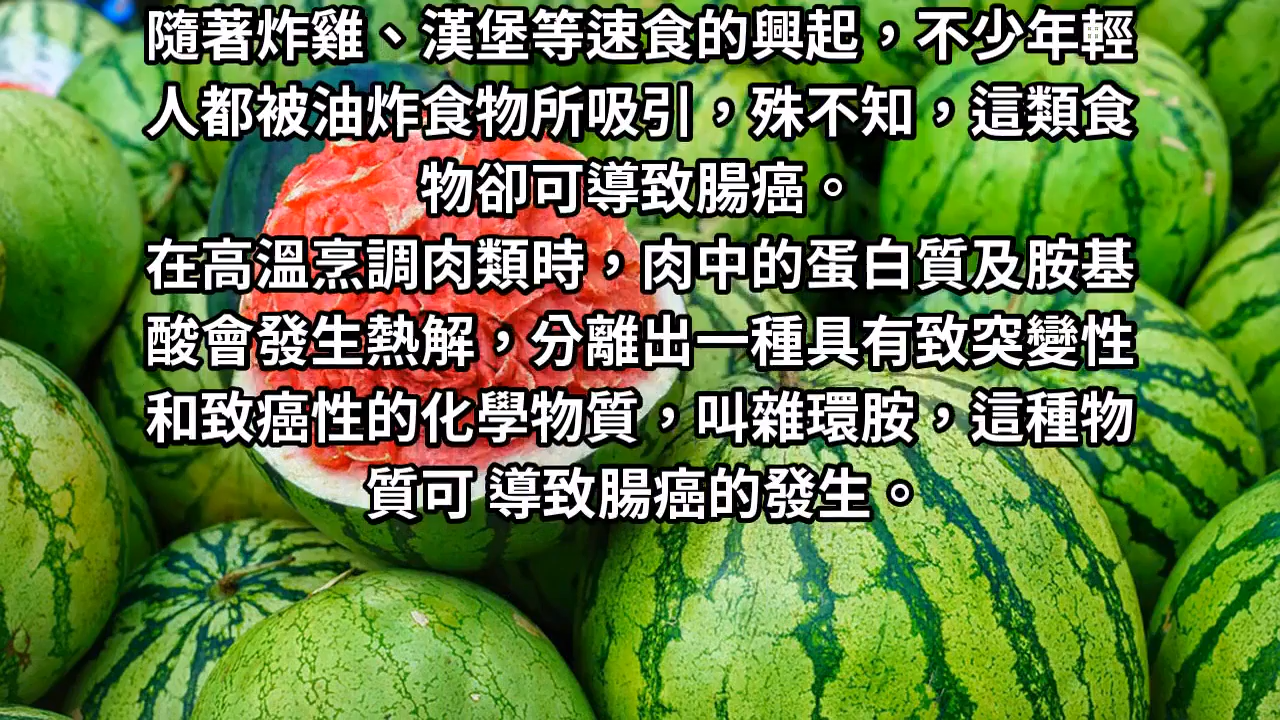 隨著炸雞、漢堡等速食的興起，不少年輕
人都被油炸食物所吸引，殊不知，這類食
物卻可導致腸癌。
在高溫烹調肉類時，肉中的蛋白質及胺基
酸會發生熱解，分離出一種具有致突變性
和致癌性的化學物質，叫雜環胺，這種物
質可 導致腸癌的發生。